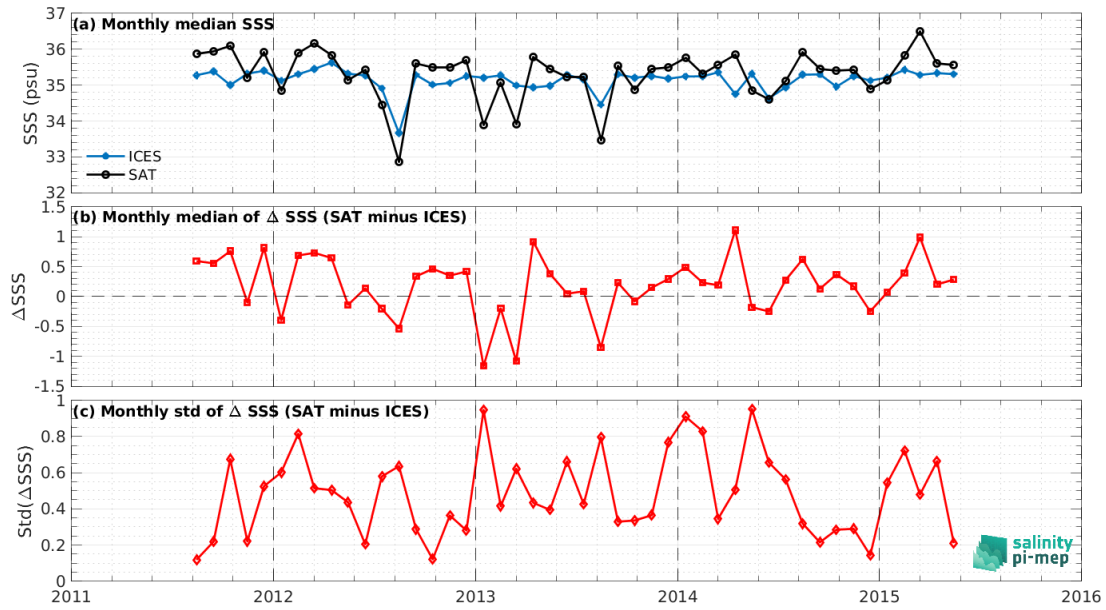 (a) Monthly median SSS
37
36
35
34
33
32
SSS (psu)
ICES
SAT
(b) Monthly median of Δ SSS (SAT minus ICES)
1.5
1
0.5
0
-0.5
-1
-1.5
ΔSSS
(c) Monthly std of Δ SSS (SAT minus ICES)
1
0.8
0.6
0.4
0.2
0
Std(ΔSSS)
salinity
pi-mep
2011 2012 2013 2014 2015 2016